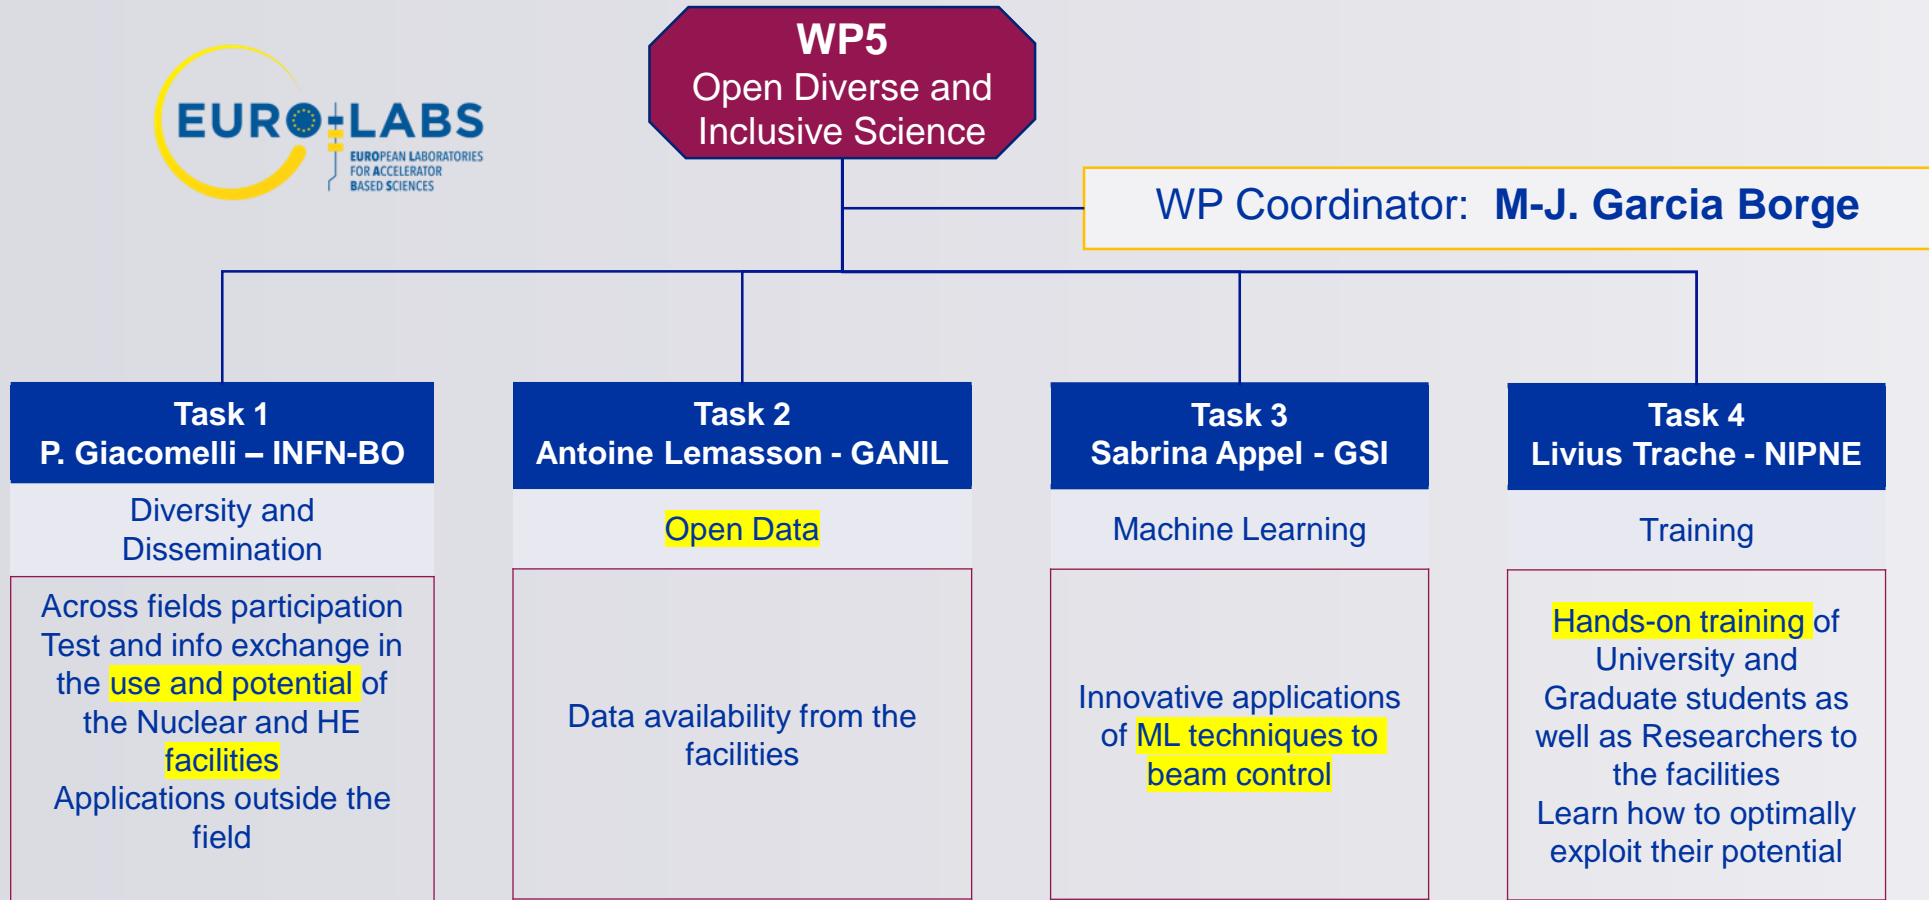 EURO-LABS
EUROPEAN LABORATORIES
FOR ACCELERATOR
BASED SCIENCES
WP5
Open Diverse and
Inclusive Science
WP Coordinator: M-J. Garcia Borge
Task 1
P. Giacomelli – INFN-BO
Diversity and
Dissemination
Across fields participation
Test and info exchange in
the use and potential of
the Nuclear and HE
facilities
Applications outside the
field
Task 2
Antoine Lemasson - GANIL
Open Data
Data availability from the
facilities
Task 3
Sabrina Appel - GSI
Machine Learning
Innovative applications
of ML techniques to
beam control
Task 4
Livius Trache - NIPNE
Training
Hands-on training of
University and
Graduate students as
well as Researchers to
the facilities
Learn how to optimally
exploit their potential